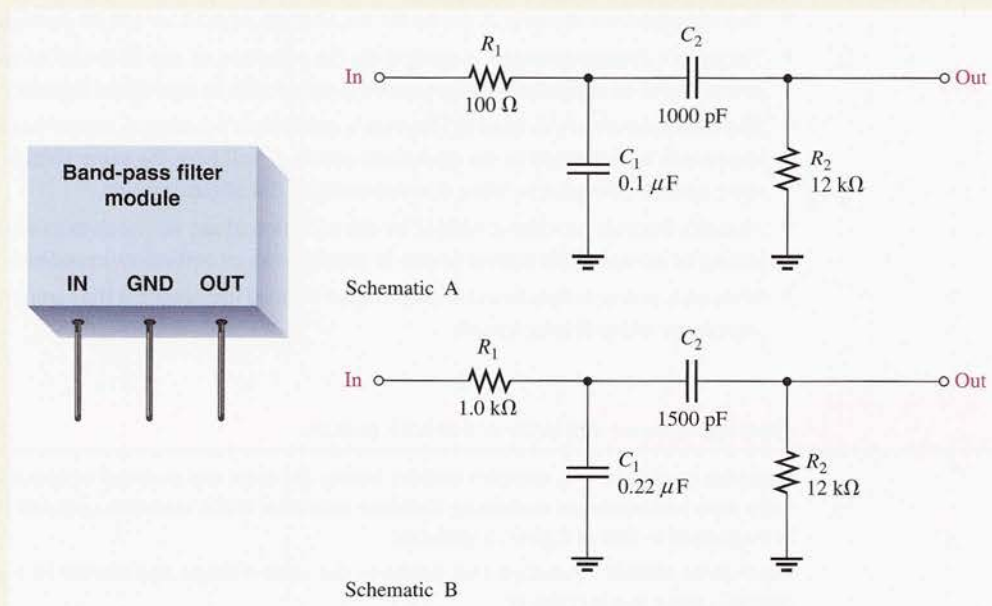 Band-pass filter
module
IN GND OUT
R₁
C₂
In
Out
100 Ω
1000 pF
C₁
0.1 μF
R₂
12 kΩ
Schematic A
R₁
C₂
In
Out
1.0 kΩ
1500 pF
C₁
0.22 μF
R₂
12 kΩ
Schematic B